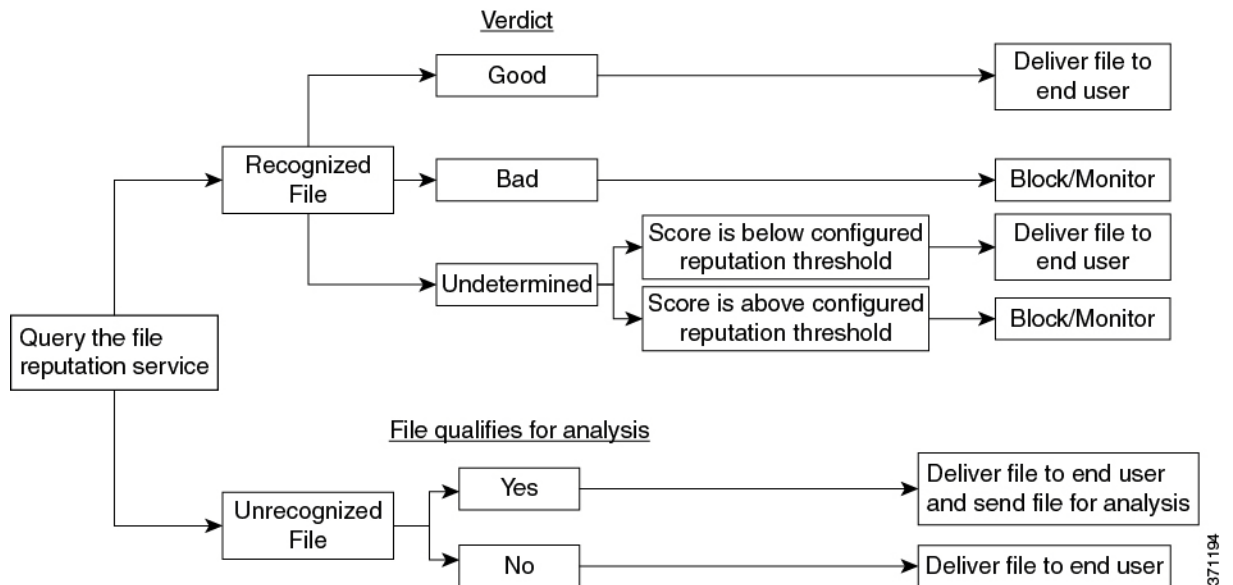 Verdict
Good
Deliver file to
end user
Recognized
File
Bad
Block/Monitor
Undetermined
Score is below configured
reputation threshold
Deliver file to
end user
Score is above configured
reputation threshold
Block/Monitor
Query the file
reputation service
File qualifies for analysis
Yes
Deliver file to end user
and send file for analysis
Unrecognized
File
No
Deliver file to end user
371194